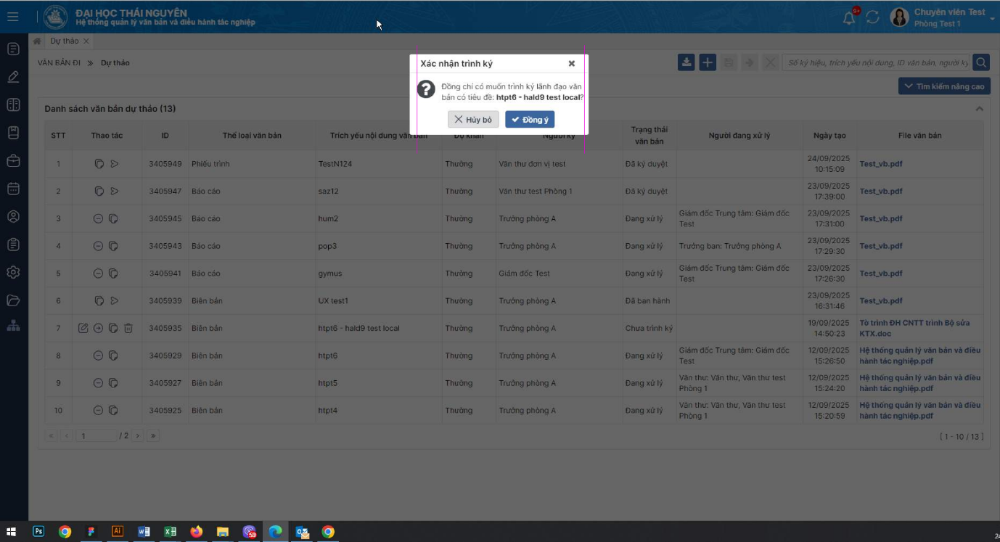 ĐẠI HỌC THÁI NGUYÊN
Hệ thống quản lý văn bản và điều hành tác nghiệp
9+
Chuyên viên Test
Phòng Test 1
Dự thảo
VĂN BẢN ĐI » Dự thảo
Số ký hiệu, trích yếu nội dung, ID văn bản, người ký
Tìm kiếm nâng cao
Xác nhận trình ký
Đồng chí có muốn trình ký lãnh đạo văn
bản có tiêu đề: htpt6 - hald9 test local?
Hủy bỏ Đồng ý
Danh sách văn bản dự thảo (13)
STT Thao tác ID Thể loại văn bản Trích yếu nội dung văn bản Độ khẩn Người ký Trạng thái văn bản Người đang xử lý Ngày tạo File văn bản
1 3405949 Phiếu trình TestN124 Thường Văn thư đơn vị test Đã ký duyệt 24/09/2025 10:15:09 Test_vb.pdf
2 3405947 Báo cáo saz12 Thường Văn thư test Phòng 1 Đã ký duyệt 23/09/2025 17:39:00 Test_vb.pdf
3 3405945 Báo cáo hum2 Thường Trưởng phòng A Đang xử lý Giám đốc Trung tâm: Giám đốc Test 23/09/2025 17:31:00 Test_vb.pdf
4 3405943 Báo cáo pop3 Thường Trưởng phòng A Đang xử lý Trưởng ban: Trưởng phòng A 23/09/2025 17:29:30 Test_vb.pdf
5 3405941 Báo cáo gymus Thường Giám đốc Test Đang xử lý Giám đốc Trung tâm: Giám đốc Test 23/09/2025 17:26:30 Test_vb.pdf
6 3405939 Biên bản UX test1 Thường Trưởng phòng A Đã ban hành 23/09/2025 16:31:46 Test_vb.pdf
7 3405935 Biên bản htpt6 - hald9 test local Thường Trưởng phòng A Chưa trình ký 19/09/2025 14:50:23 Tờ trình ĐH CNTT trình Bộ sửa KTX.doc
8 3405929 Biên bản htpt6 Thường Trưởng phòng A Đang xử lý Giám đốc Trung tâm: Giám đốc Test 12/09/2025 15:26:50 Hệ thống quản lý văn bản và điều hành tác nghiệp.pdf
9 3405927 Biên bản htpt5 Thường Trưởng phòng A Đang xử lý Văn thư: Văn thư, Văn thư test Phòng 1 12/09/2025 15:24:20 Hệ thống quản lý văn bản và điều hành tác nghiệp.pdf
10 3405925 Biên bản htpt4 Thường Trưởng phòng A Đang xử lý Văn thư: Văn thư, Văn thư test Phòng 1 12/09/2025 15:20:59 Hệ thống quản lý văn bản và điều hành tác nghiệp.pdf
« < 1 / 2 > »
[ 1 - 10 / 13 ]
Ps Ai 59
24